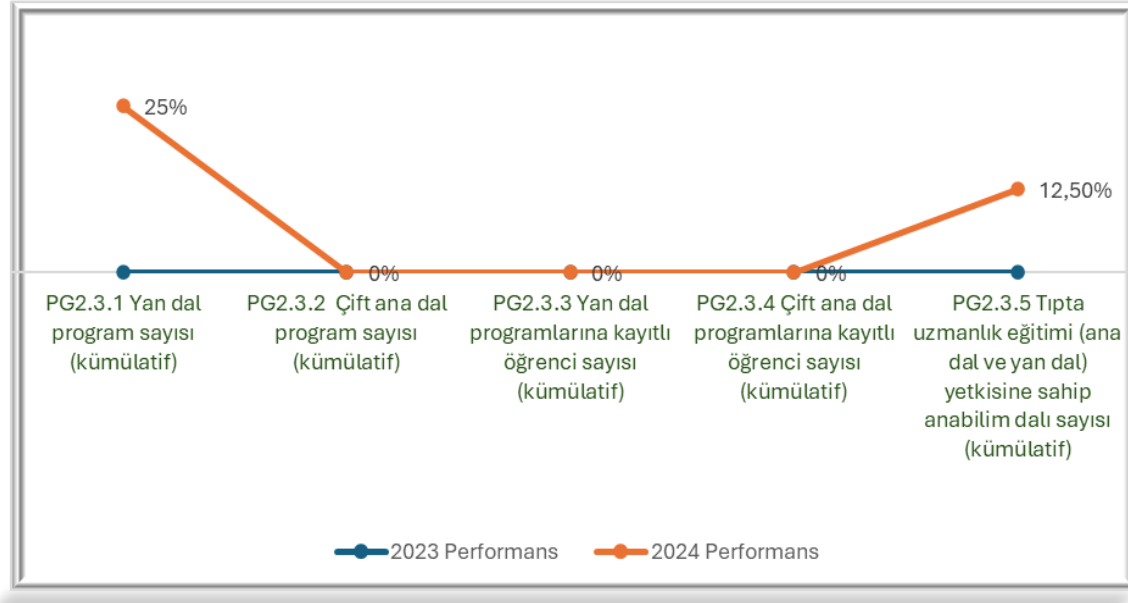 25%
12,50%
0%
0%
0%
PG2.3.1 Yan dal
program sayısı
(kümülatif)
PG2.3.2 Çift ana dal
program sayısı
(kümülatif)
PG2.3.3 Yan dal
programlarına kayıtlı
öğrenci sayısı
(kümülatif)
PG2.3.4 Çift ana dal
programlarına kayıtlı
öğrenci sayısı
(kümülatif)
PG2.3.5 Tıpta
uzmanlık eğitimi (ana
dal ve yan dal)
yetkisine sahip
anabilim dalı sayısı
(kümülatif)
2023 Performans
2024 Performans